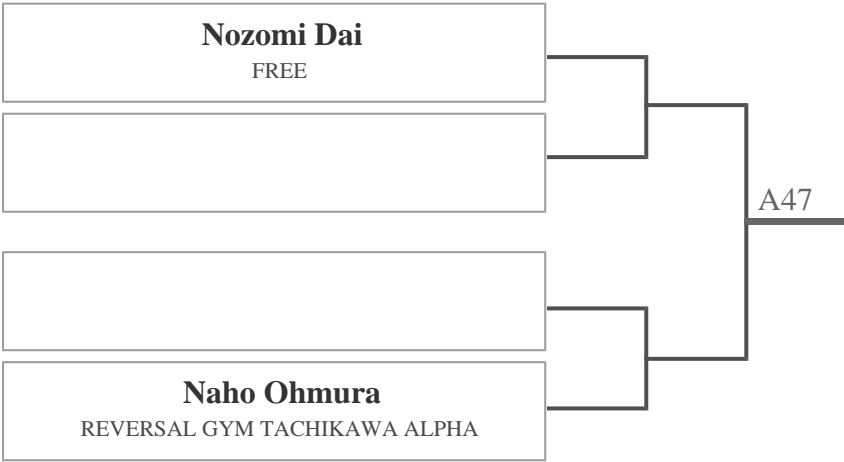 Nozomi Dai
FREE
A47
Naho Ohmura
REVERSAL GYM TACHIKAWA ALPHA